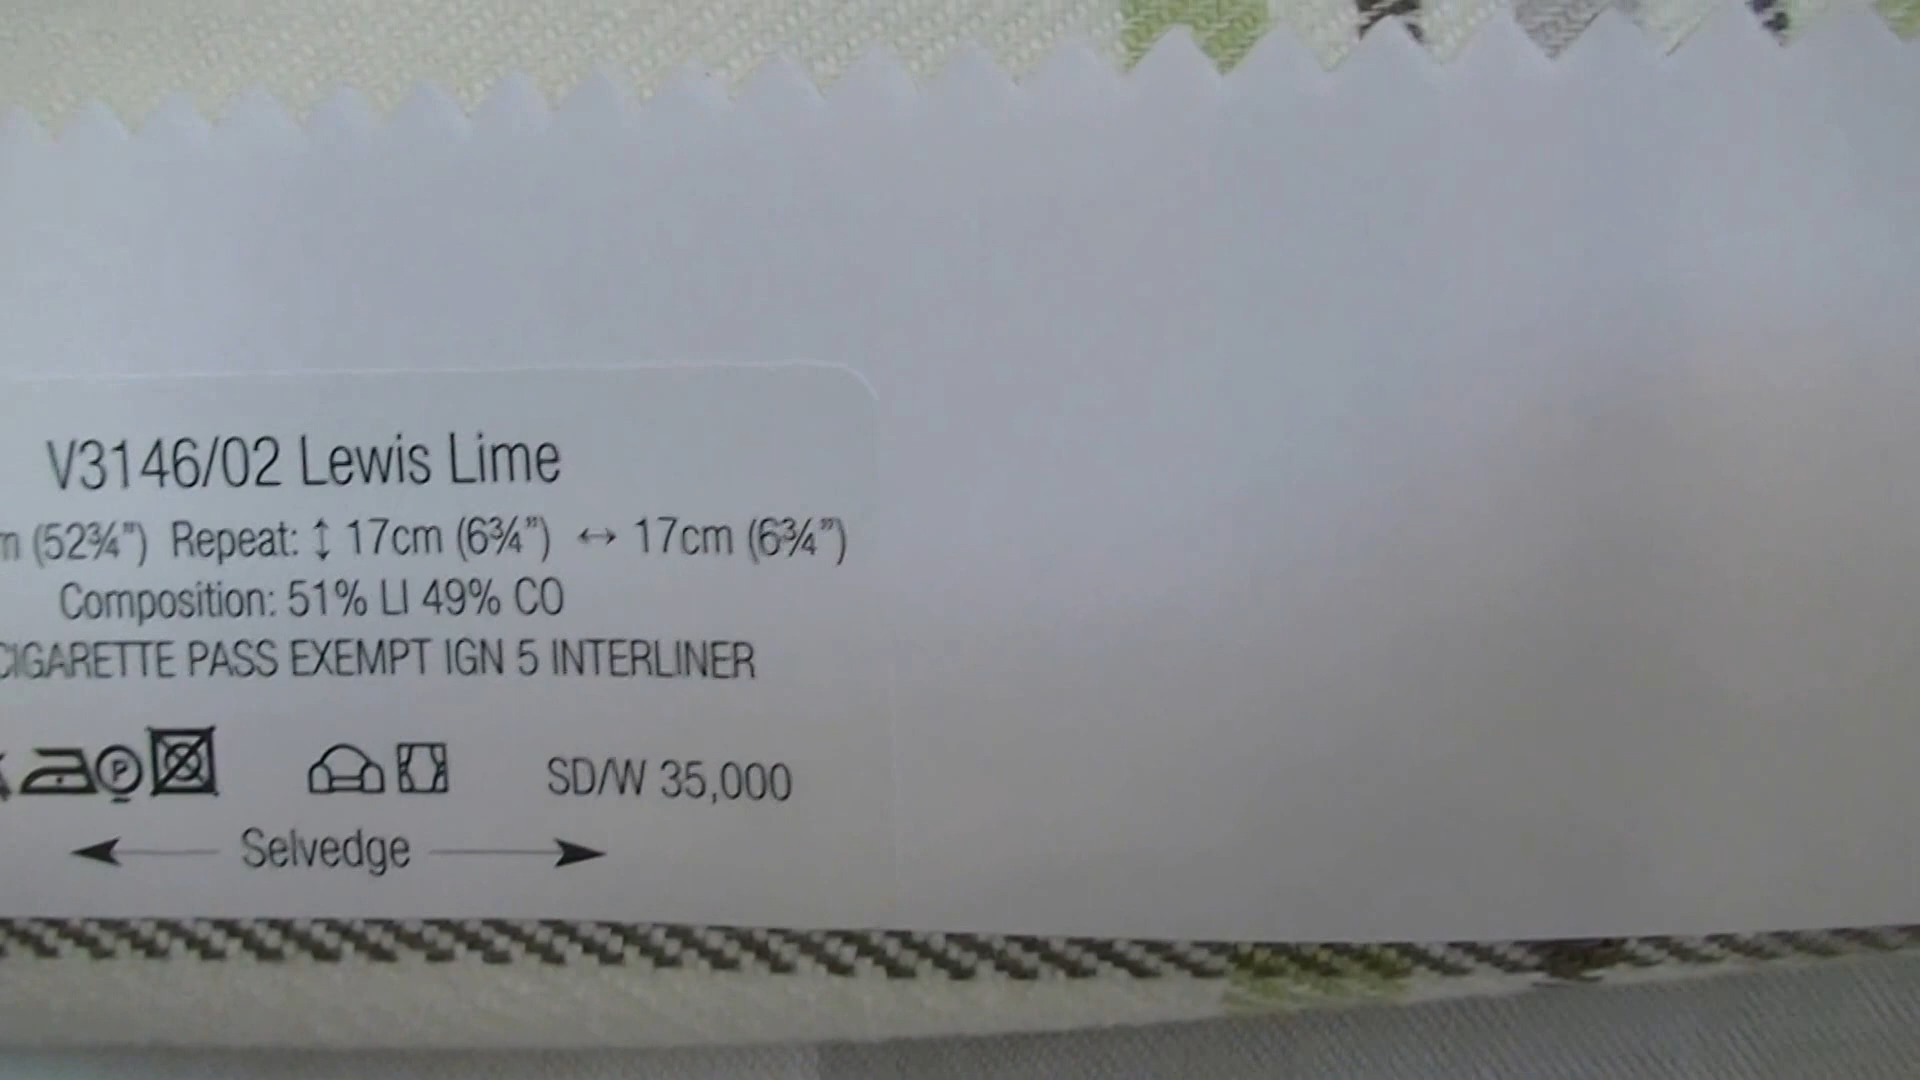 V3146/02 Lewis Lime
(52¾”) Repeat: ↕ 17cm (6¾”) ↔ 17cm (6¾”)
Composition: 51% LI 49% CO
CIGARETTE PASS EXEMPT IGN 5 INTERLINER
P SD/W 35,000
Selvedge